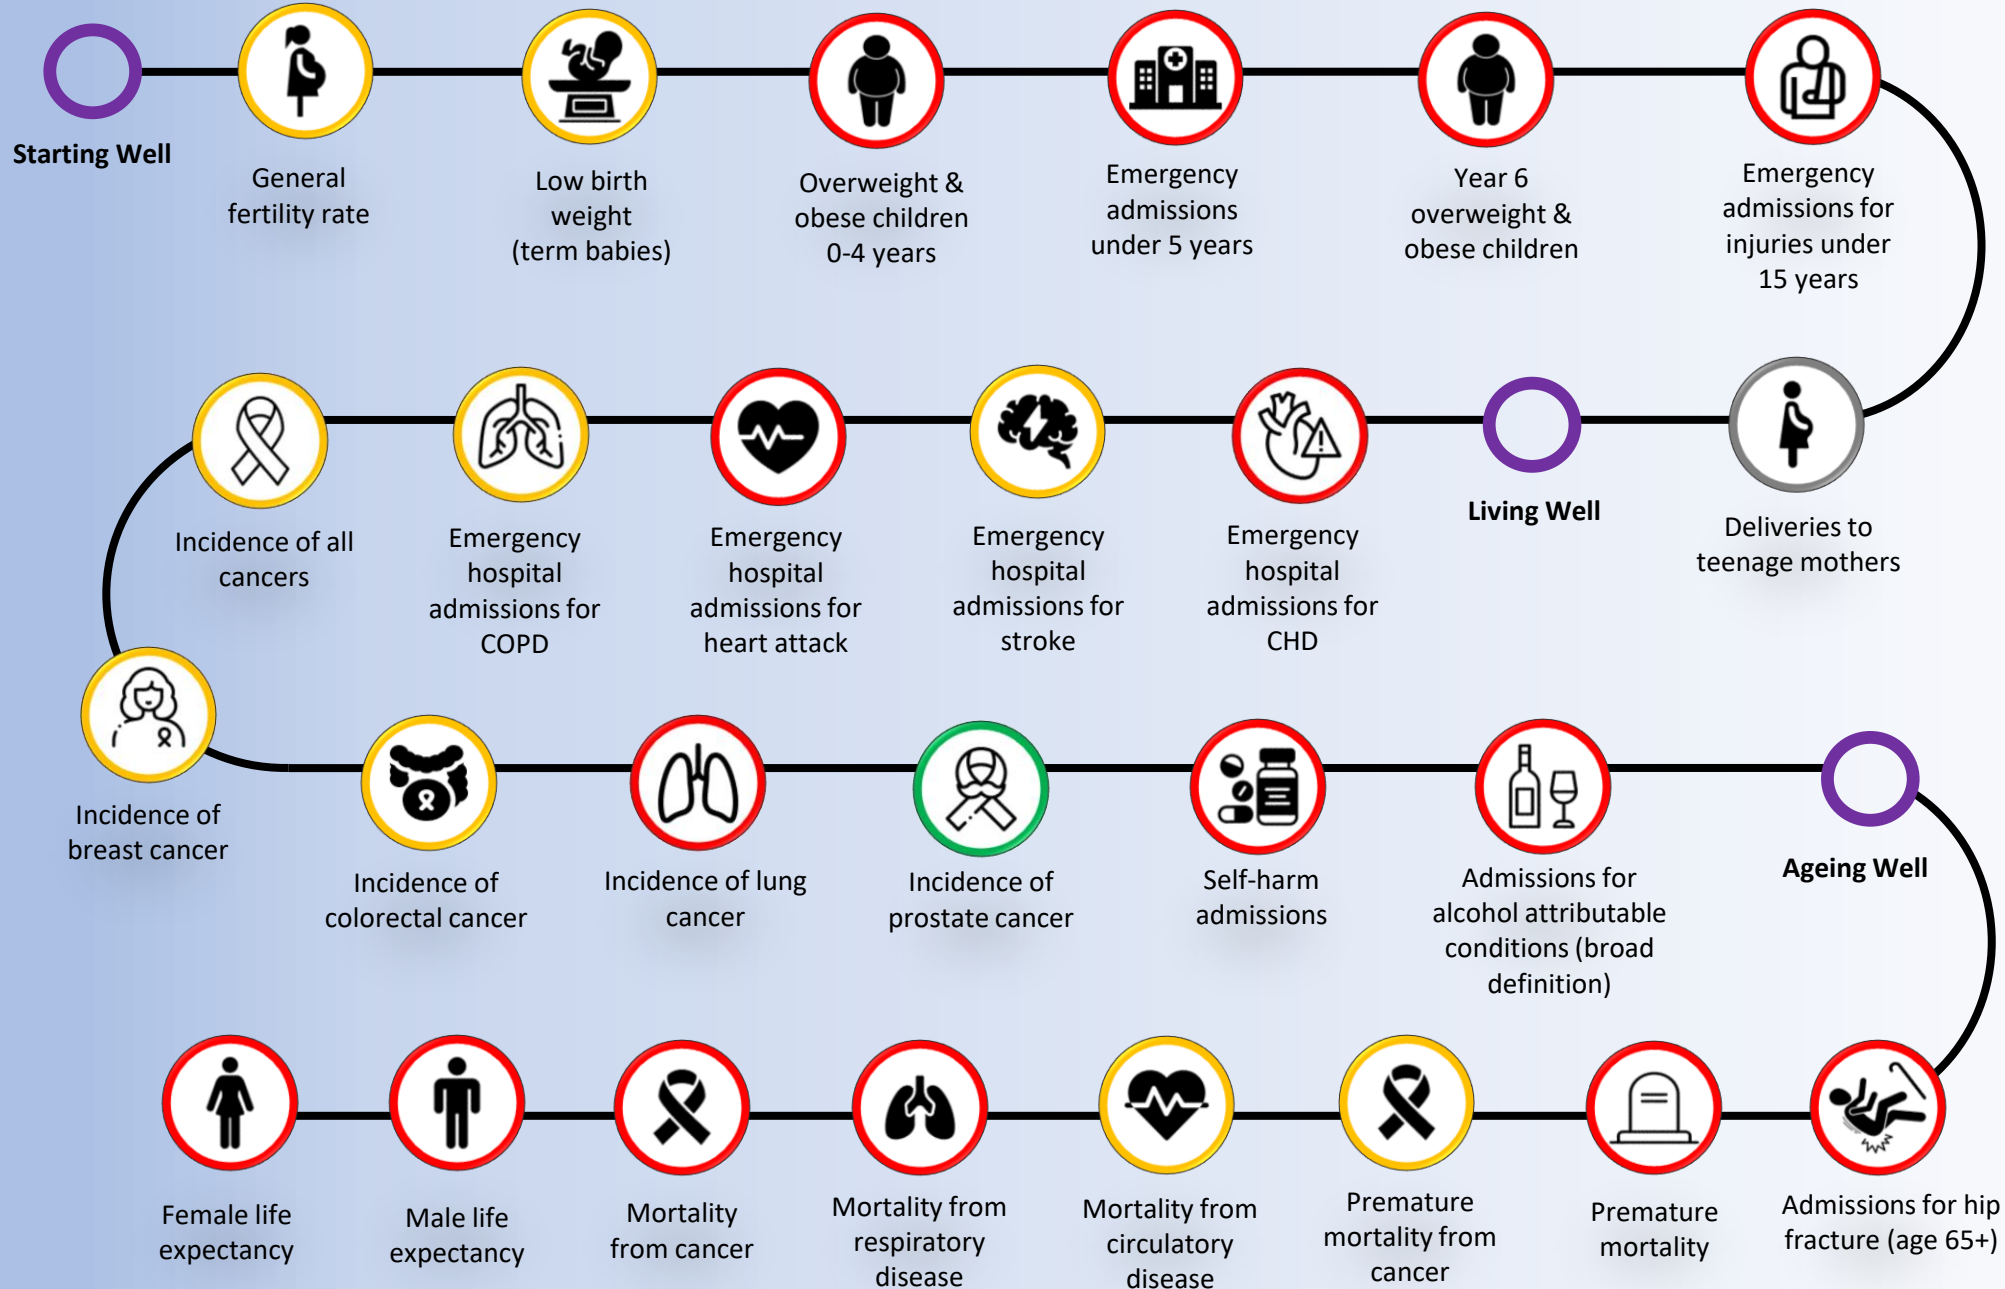 Starting Well
General
fertility rate
Low birth
weight
(term babies)
Overweight &
obese children
0-4 years
Emergency
admissions
under 5 years
Year 6
overweight &
obese children
Emergency
admissions for
injuries under
15 years
Incidence of all
cancers
Emergency
hospital
admissions for
COPD
Emergency
hospital
admissions for
heart attack
Emergency
hospital
admissions for
stroke
Emergency
hospital
admissions for
CHD
Living Well
Deliveries to
teenage mothers
Incidence of
breast cancer
Incidence of
colorectal cancer
Incidence of lung
cancer
Incidence of
prostate cancer
Self-harm
admissions
Admissions for
alcohol attributable
conditions (broad
definition)
Ageing Well
Female life
expectancy
Male life
expectancy
Mortality
from cancer
Mortality from
respiratory
disease
Mortality from
circulatory
disease
Premature
mortality from
cancer
Premature
mortality
Admissions for hip
fracture (age 65+)